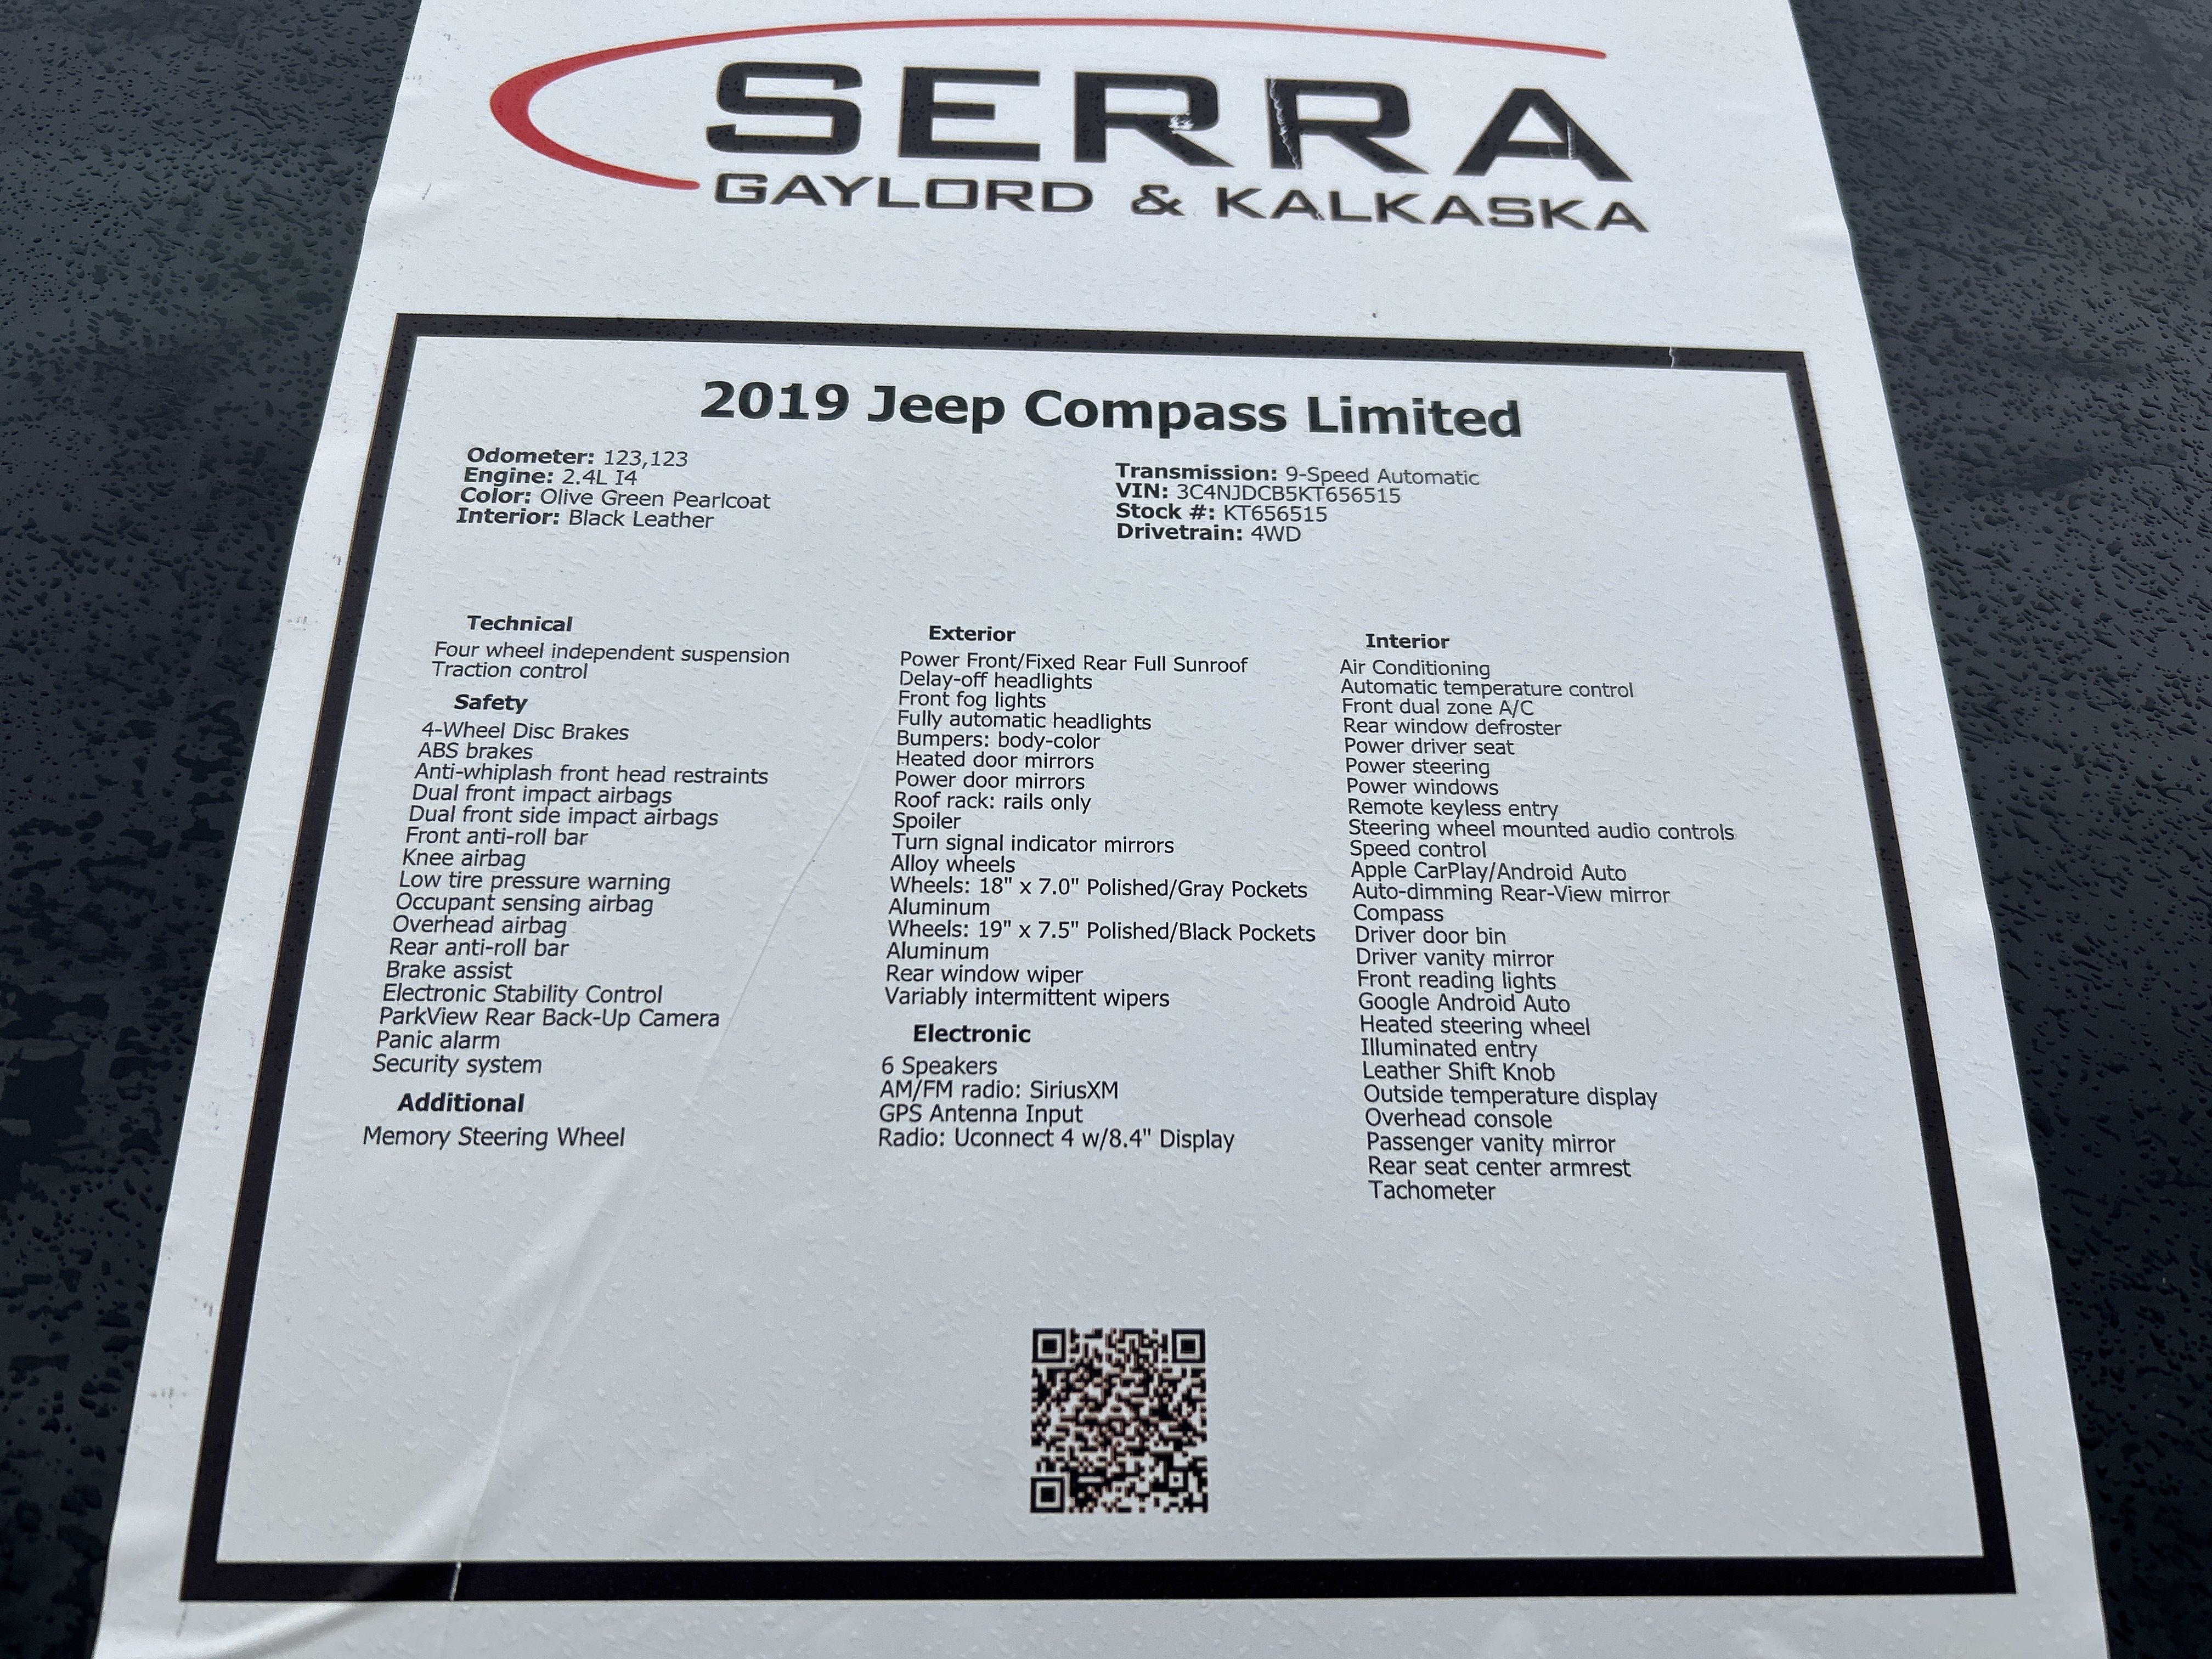 SERRA
GAYLORD & KALKASKA
2019 Jeep Compass Limited
Odometer: 123,123
Engine: 2.4L I4
Color: Olive Green Pearlcoat
Interior: Black Leather
Transmission: 9-Speed Automatic
VIN: 3C4NJDCB5KT656515
Stock #: KT656515
Drivetrain: 4WD
Technical
Four wheel independent suspension
Traction control
Safety
4-Wheel Disc Brakes
ABS brakes
Anti-whiplash front head restraints
Dual front impact airbags
Dual front side impact airbags
Front anti-roll bar
Knee airbag
Low tire pressure warning
Occupant sensing airbag
Overhead airbag
Rear anti-roll bar
Brake assist
Electronic Stability Control
ParkView Rear Back-Up Camera
Panic alarm
Security system
Additional
Memory Steering Wheel
Exterior
Power Front/Fixed Rear Full Sunroof
Delay-off headlights
Front fog lights
Fully automatic headlights
Bumpers: body-color
Heated door mirrors
Power door mirrors
Roof rack: rails only
Spoiler
Turn signal indicator mirrors
Alloy wheels
Wheels: 18" x 7.0" Polished/Gray Pockets
Aluminum
Wheels: 19" x 7.5" Polished/Black Pockets
Aluminum
Rear window wiper
Variably intermittent wipers
Electronic
6 Speakers
AM/FM radio: SiriusXM
GPS Antenna Input
Radio: Uconnect 4 w/8.4" Display
Interior
Air Conditioning
Automatic temperature control
Front dual zone A/C
Rear window defroster
Power driver seat
Power steering
Power windows
Remote keyless entry
Steering wheel mounted audio controls
Speed control
Apple CarPlay/Android Auto
Auto-dimming Rear-View mirror
Compass
Driver door bin
Driver vanity mirror
Front reading lights
Google Android Auto
Heated steering wheel
Illuminated entry
Leather Shift Knob
Outside temperature display
Overhead console
Passenger vanity mirror
Rear seat center armrest
Tachometer